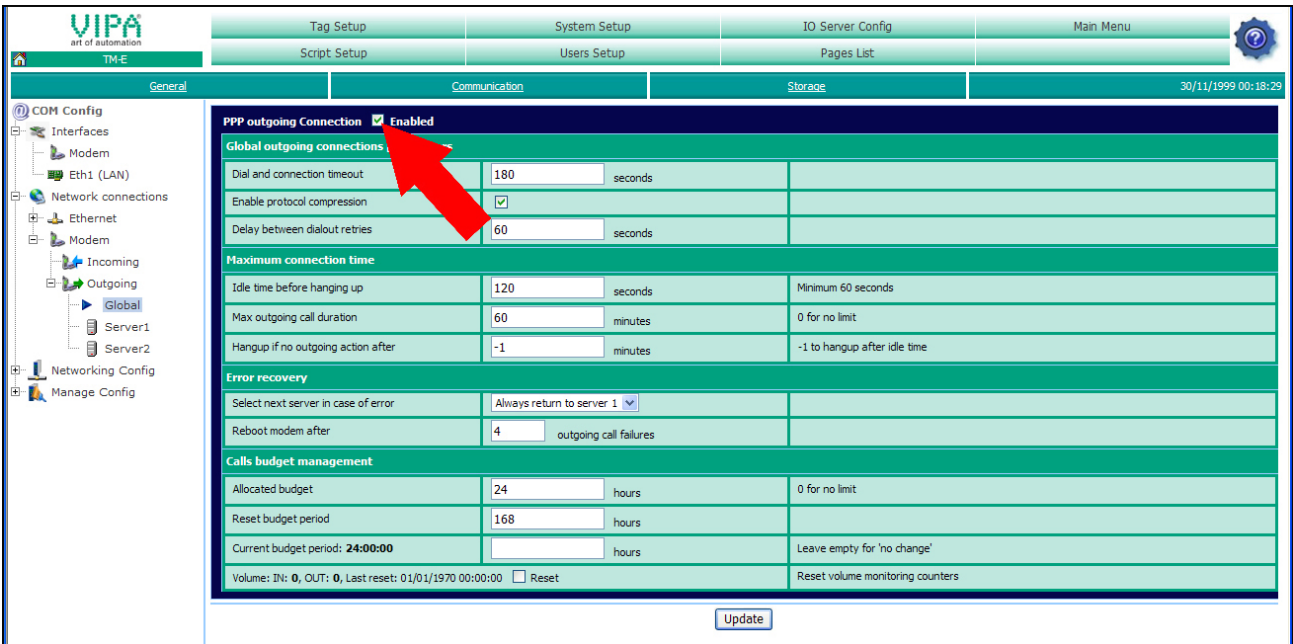 VIPA
art of automation
TM-E
Tag Setup
System Setup
IO Server Config
Main Menu
Script Setup
Users Setup
Pages List
General
Communication
Storage
30/11/1999 00:18:29
COM Config
Interfaces
Modem
Eth1 (LAN)
Network connections
Ethernet
Modem
Incoming
Outgoing
Global
Server1
Server2
Networking Config
Manage Config
PPP outgoing Connection Enabled
Global outgoing connections
Dial and connection timeout 180 seconds
Enable protocol compression
Delay between dialout retries 60 seconds
Maximum connection time
Idle time before hanging up 120 seconds Minimum 60 seconds
Max outgoing call duration 60 minutes 0 for no limit
Hangup if no outgoing action after -1 minutes -1 to hangup after idle time
Error recovery
Select next server in case of error Always return to server 1
Reboot modem after 4 outgoing call failures
Calls budget management
Allocated budget 24 hours 0 for no limit
Reset budget period 168 hours
Current budget period: 24:00:00 hours Leave empty for 'no change'
Volume: IN: 0, OUT: 0, Last reset: 01/01/1970 00:00:00 Reset Reset volume monitoring counters
Update